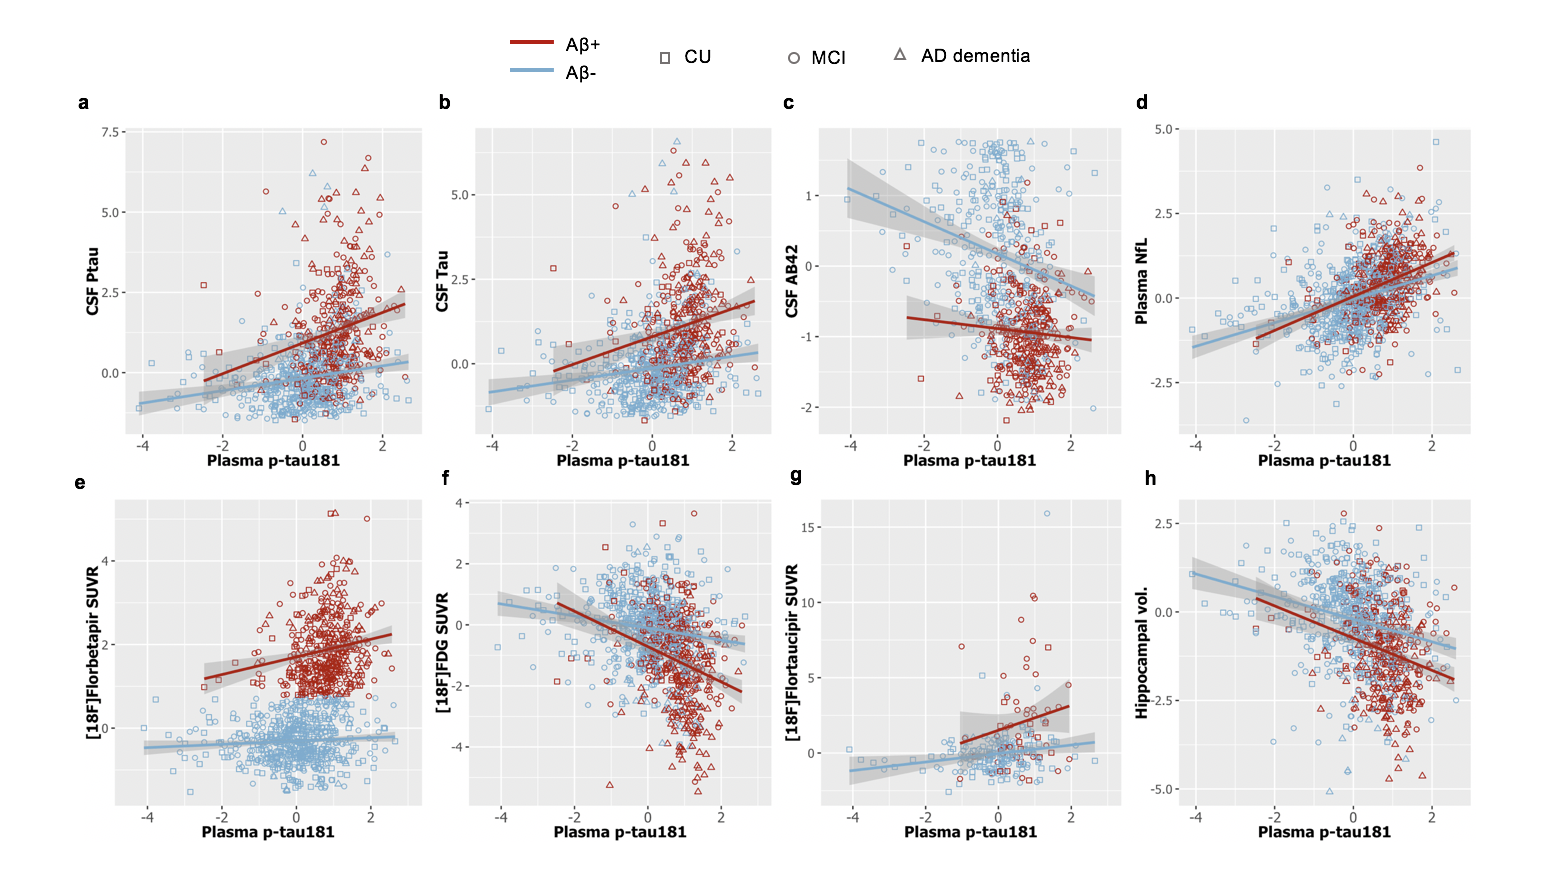 Aβ+
Aβ-
CU
MCI
AD dementia
a
b
c
d
7.5
5.0
2.5
0.0
CSF Ptau
-4
-2
0
2
Plasma p-tau181
5.0
2.5
0.0
CSF Tau
-4
-2
0
2
Plasma p-tau181
1
0
-1
-2
CSF AB42
-4
-2
0
2
Plasma p-tau181
5.0
2.5
0.0
-2.5
Plasma NfL
-4
-2
0
2
Plasma p-tau181
e
f
g
h
4
2
0
[18F]Florbetapir SUVR
-4
-2
0
2
Plasma p-tau181
4
2
0
-2
-4
[18F]FDG SUVR
-4
-2
0
2
Plasma p-tau181
15
10
5
0
[18F]Flortaucipir SUVR
-4
-2
0
2
Plasma p-tau181
2.5
0.0
-2.5
-5.0
Hippocampal vol.
-4
-2
0
2
Plasma p-tau181